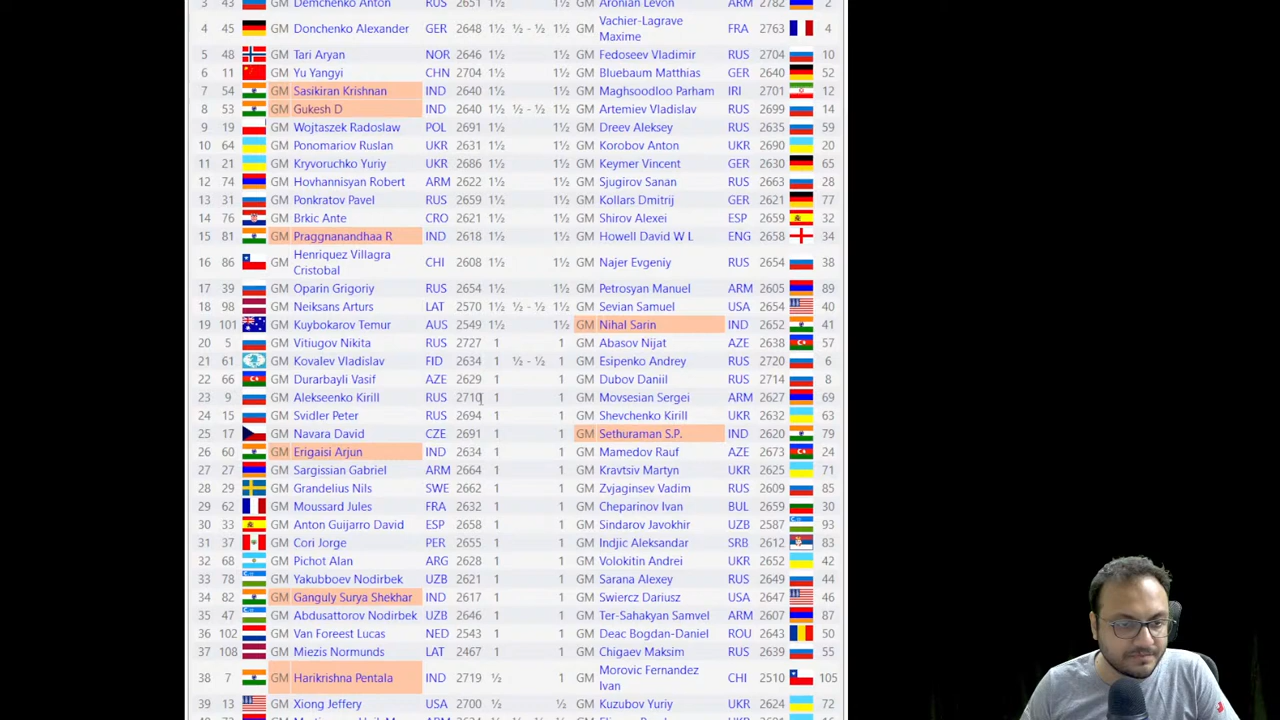 3 43 GM Demchenko Anton RUS 2651 1½ 1½ GM Aronian Levon ARM 2782 2
4 45 GM Donchenko Alexander GER 2648 1½ ½ - ½ 1½ GM Vachier-Lagrave Maxime FRA 2763 3
5 48 GM Tari Aryan NOR 2646 1½ 1½ GM Fedoseev Vladimir RUS 2704 10
6 11 GM Yu Yangyi CHN 2704 1½ 1½ GM Bluebaum Matthias GER 2640 52
7 54 GM Sasikiran Krishnan IND 2640 1½ 1½ GM Maghsoodloo Parham IRI 2701 12
8 53 GM Gukesh D IND 2640 1½ ½ - ½ 1½ GM Artemiev Vladislav RUS 2699 14
9 19 GM Wojtaszek Radoslaw POL 2691 1½ 1½ GM Dreev Aleksey RUS 2635 59
10 64 GM Ponomariov Ruslan UKR 2631 1½ 1½ GM Korobov Anton UKR 2690 20
11 21 GM Kryvoruchko Yuriy UKR 2686 1½ 1½ GM Keymer Vincent GER 2630 65
12 74 GM Hovhannisyan Robert ARM 2622 1½ 1½ GM Sjugirov Sanan RUS 2663 28
13 31 GM Ponkratov Pavel RUS 2659 1½ 1½ GM Kollars Dmitrij GER 2621 77
14 76 GM Brkic Ante CRO 2621 1½ 1½ GM Shirov Alexei ESP 2659 32
15 81 GM Praggnanandhaa R IND 2618 1½ 1½ GM Howell David W L ENG 2658 34
16 86 GM Henriquez Villagra Cristobal CHI 2608 1½ 1½ GM Najer Evgeniy RUS 2654 38
17 39 GM Oparin Grigoriy RUS 2654 1½ 1½ GM Petrosyan Manuel ARM 2605 89
18 98 GM Neiksans Arturs LAT 2570 1½ ½ - ½ 1½ GM Sevian Samuel USA 2654 40
19 101 GM Kuybokarov Temur AUS 2549 1½ 1½ GM Nihal Sarin IND 2652 41
20 5 GM Vitiugov Nikita RUS 2727 1 1 GM Abasov Nijat AZE 2638 57
21 61 GM Kovalev Vladislav FID 2634 1 ½ - ½ 1 GM Esipenko Andrey RUS 2720 6
22 66 GM Durarbayli Vasif AZE 2629 1 1 GM Dubov Daniil RUS 2714 8
23 9 GM Alekseenko Kirill RUS 2710 1 1 GM Movsesian Sergei ARM 2627 69
24 15 GM Svidler Peter RUS 2694 1 1 GM Shevchenko Kirill UKR 2632 63
25 17 GM Navara David CZE 2691 1 1 GM Sethuraman S.P. IND 2620 79
26 60 GM Erigaisi Arjun IND 2634 1 1 GM Mamedov Rauf AZE 2673 24
27 27 GM Sargissian Gabriel ARM 2664 1 1 GM Kravtsiv Martyn UKR 2625 71
28 29 GM Grandelius Nils SWE 2662 1 1 GM Zvjaginsev Vadim RUS 2609 85
29 62 GM Moussard Jules FRA 2632 1 1 GM Cheparinov Ivan BUL 2659 30
30 35 GM Anton Guijarro David ESP 2658 1 1 GM Sindarov Javokhir UZB 2587 93
31 37 GM Cori Jorge PER 2655 1 1 GM Indjic Aleksandar SRB 2612 83
GM Pichot Alan ARG 2630 1 1 GM Volokitin Andrei UKR 2652 42
33 78 GM Yakubboev Nodirbek UZB 2621 1 1 GM Sarana Alexey RUS 2649 44
34 82 GM Ganguly Surya Shekhar IND 2617 1 1 GM Swiercz Dariusz USA 2647 46
35 47 GM Abdusattorov Nodirbek UZB 2646 1 1 GM Ter-Sahakyan Samvel ARM 2607 87
36 102 GM Van Foreest Lucas NED 2543 1 1 GM Deac Bogdan-Daniel ROU 2643 50
37 108 GM Miezis Normunds LAT 2467 1 1 GM Chigaev Maksim RUS 2639 55
38 7 GM Harikrishna Pentala IND 2719 ½ ½ GM Morovic Fernandez Ivan CHI 2519 105
39 GM Xiong Jeffery USA 2700 ½ ½ GM Kuzubov Yuriy UKR 2624 72